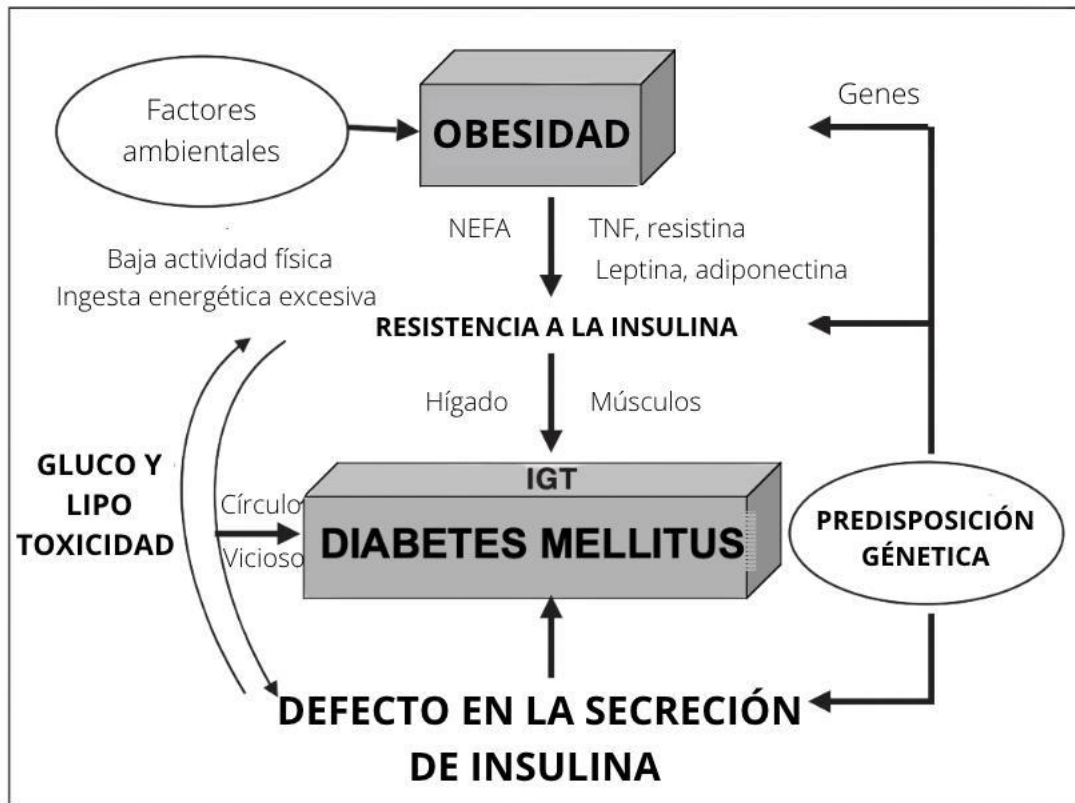 Factores
ambientales
OBESIDAD
Genes
NEFA
TNF, resistina
Leptina, adiponectina
Baja actividad física
Ingesta energética excesiva
RESISTENCIA A LA INSULINA
Hígado
Músculos
GLUCO Y
LIPO
TOXICIDAD
Círculo
Vicioso
IGT
DIABETES MELLITUS
PREDISPOSICIÓN
GÉNETICA
DEFECTO EN LA SECRECIÓN
DE INSULINA